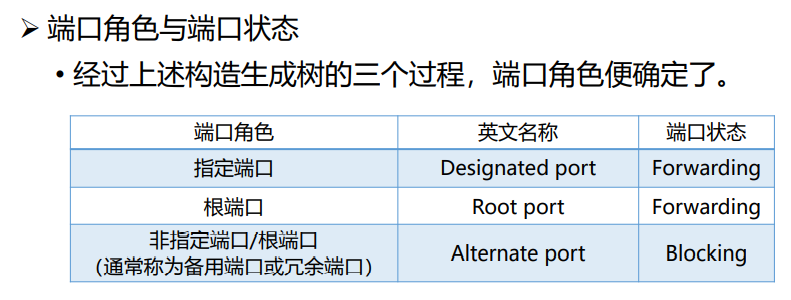 ➢ 端口角色与端口状态
• 经过上述构造生成树的三个过程，端口角色便确定了。
端口角色 英文名称 端口状态
指定端口 Designated port Forwarding
根端口 Root port Forwarding
非指定端口/根端口
（通常称为备用端口或冗余端口） Alternate port Blocking